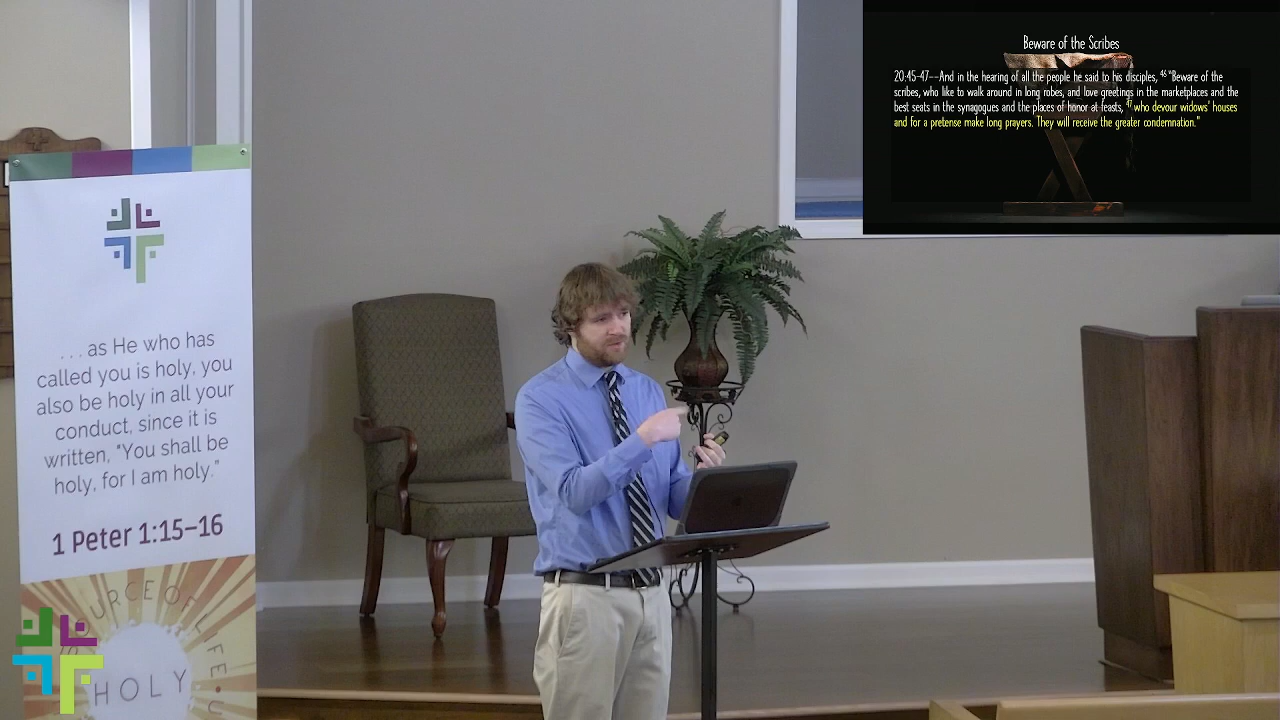 Beware of the Scribes
20:45-47--And in the hearing of all the people he said to his disciples, 46 "Beware of the
scribes, who like to walk around in long robes, and love greetings in the marketplaces and the
best seats in the synagogues and the places of honor at feasts, 47 who devour widows' houses
and for a pretense make long prayers. They will receive the greater condemnation."
. . . as He who has
called you is holy, you
also be holy in all your
conduct, since it is
written, "You shall be
holy, for I am holy."
1 Peter 1:15–16
URCE OF LIFE •
HOLY